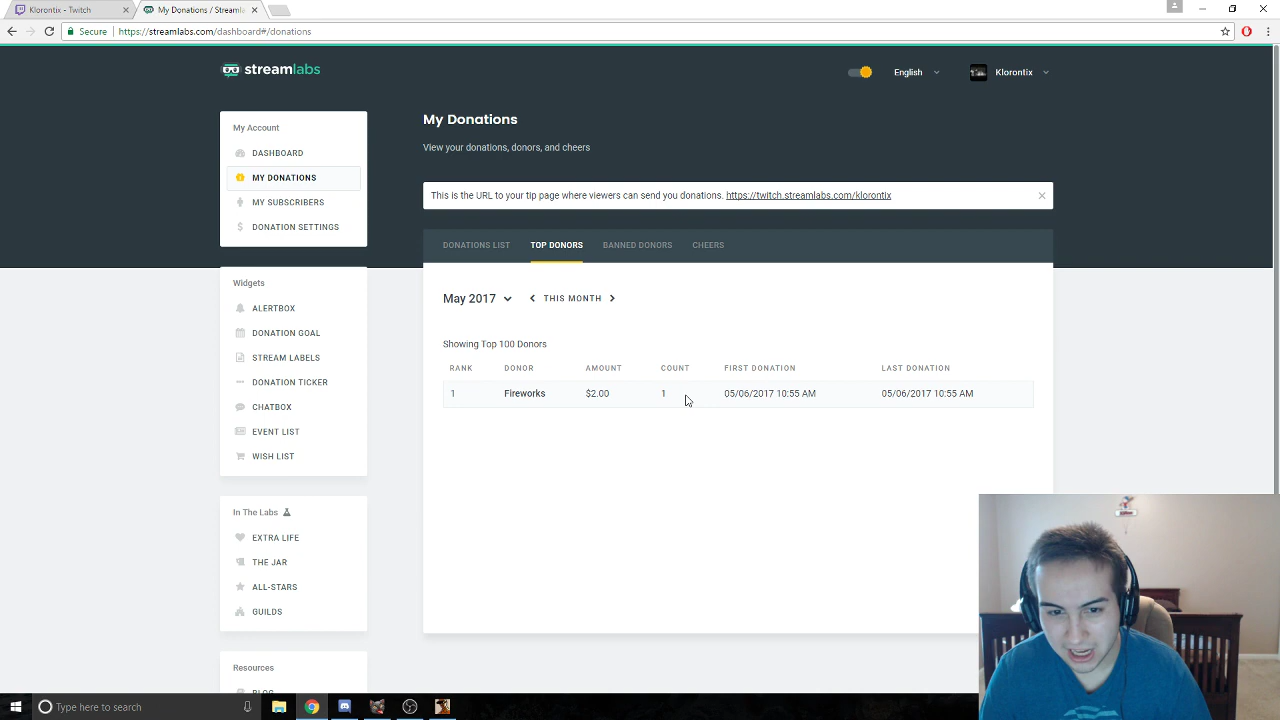 Klorontix - Twitch
My Donations / Streamla
Secure
https://streamlabs.com/dashboard#/donations
streamlabs
English
Klorontix
My Account
DASHBOARD
MY DONATIONS
MY SUBSCRIBERS
DONATION SETTINGS
Widgets
ALERTBOX
DONATION GOAL
STREAM LABELS
DONATION TICKER
CHATBOX
EVENT LIST
WISH LIST
In The Labs
EXTRA LIFE
THE JAR
ALL-STARS
GUILDS
Resources
BLOG
My Donations
View your donations, donors, and cheers
This is the URL to your tip page where viewers can send you donations. https://twitch.streamlabs.com/klorontix
DONATIONS LIST TOP DONORS BANNED DONORS CHEERS
May 2017 THIS MONTH
Showing Top 100 Donors
RANK DONOR AMOUNT COUNT FIRST DONATION LAST DONATION
1 Fireworks $2.00 1 05/06/2017 10:55 AM 05/06/2017 10:55 AM
Type here to search